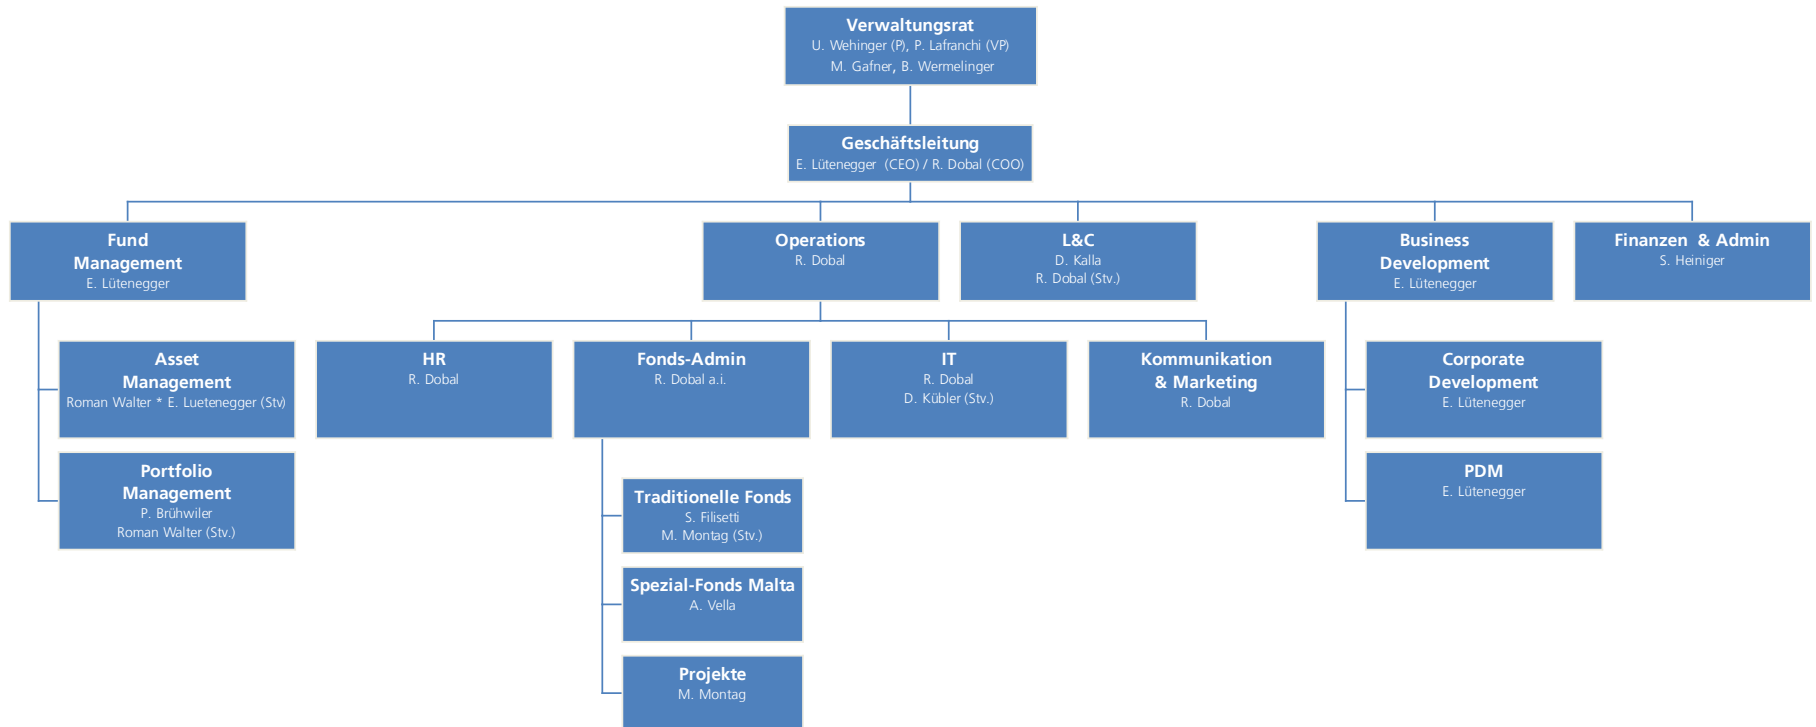 Verwaltungsrat
U. Wehinger (P), P. Lafranchi (VP)
M. Gafner, B. Wermelinger
Geschäftsleitung
E. Lütenegger (CEO) / R. Dobal (COO)
Fund
Management
E. Lütenegger
Operations
R. Dobal
L&C
D. Kalla
R. Dobal (Stv.)
Business
Development
E. Lütenegger
Finanzen & Admin
S. Heiniger
Asset
Management
Roman Walter * E. Luetenegger (Stv)
HR
R. Dobal
Fonds-Admin
R. Dobal a.i.
IT
R. Dobal
D. Kübler (Stv.)
Kommunikation
& Marketing
R. Dobal
Corporate
Development
E. Lütenegger
Portfolio
Management
P. Brühwiler
Roman Walter (Stv.)
PDM
E. Lütenegger
Traditionelle Fonds
S. Filisetti
M. Montag (Stv.)
Spezial-Fonds Malta
A. Vella
Projekte
M. Montag